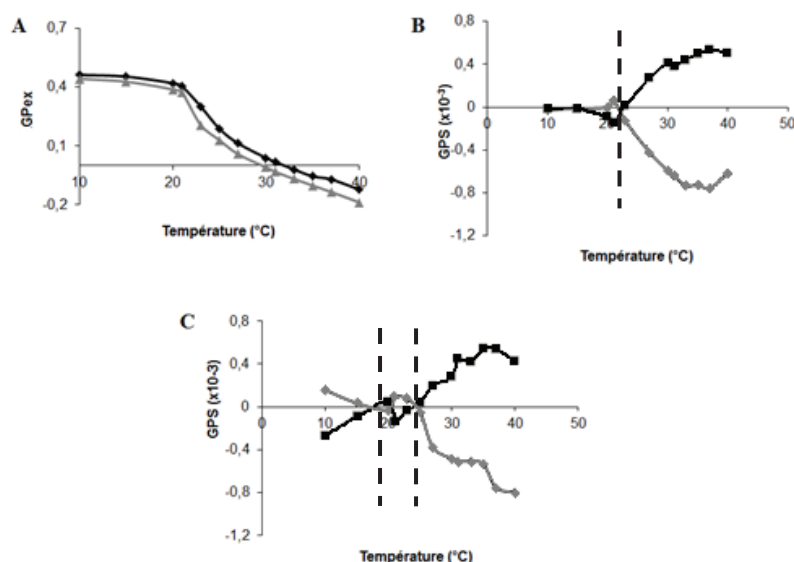 A
0,7
0,4
0,1
-0,2
GPex
10 20 30 40
Température (°C)
B
0,8
0,4
0
-0,4
-0,8
-1,2
GPS (x10⁻³)
0 10 20 30 40 50
Température (°C)
C
0,8
0,4
0
-0,4
-0,8
-1,2
GPS (x10-3)
0 10 20 30 40 50
Température (°C)